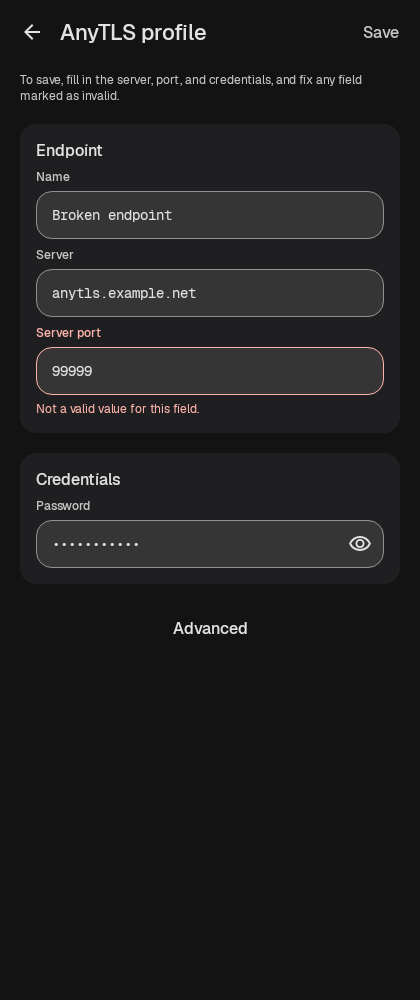 AnyTLS profile
Save
To save, fill in the server, port, and credentials, and fix any field
marked as invalid.
Endpoint
Name
Broken endpoint
Server
anytls.example.net
Server port
99999
Not a valid value for this field.
Credentials
Password
•••••••••••
Advanced